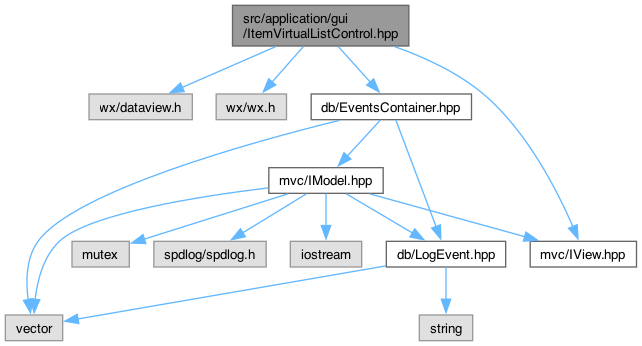 src/application/gui
/ItemVirtualListControl.hpp
wx/dataview.h
wx/wx.h
db/EventsContainer.hpp
mvc/IModel.hpp
mutex
spdlog/spdlog.h
iostream
db/LogEvent.hpp
mvc/IView.hpp
vector
string